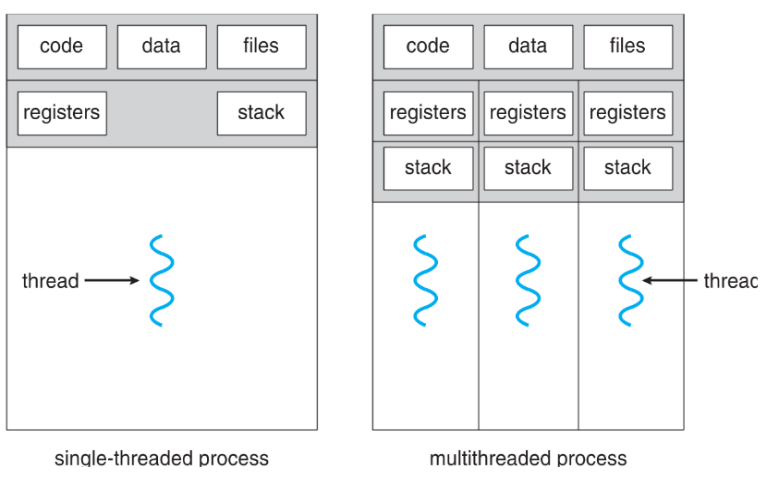 code data files
registers stack
thread
single-threaded process
code data files
registers registers registers
stack stack stack
thread
multithreaded process